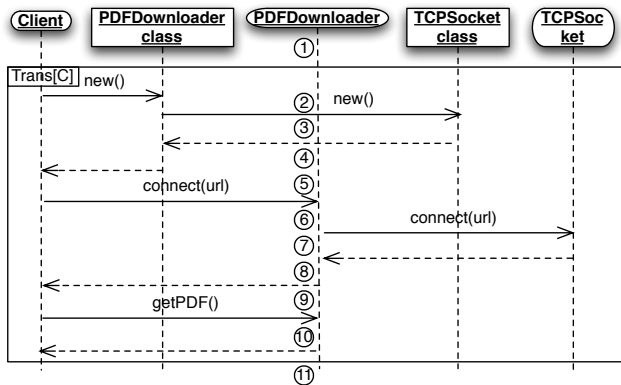 Client
PDFDownloader
class
PDFDownloader
TCPSocket
class
TCPSoc
ket
①
Trans[C]
new()
② new()
③
④
connect(url) ⑤
⑥ connect(url)
⑦
⑧
getPDF() ⑨
⑩
⑪